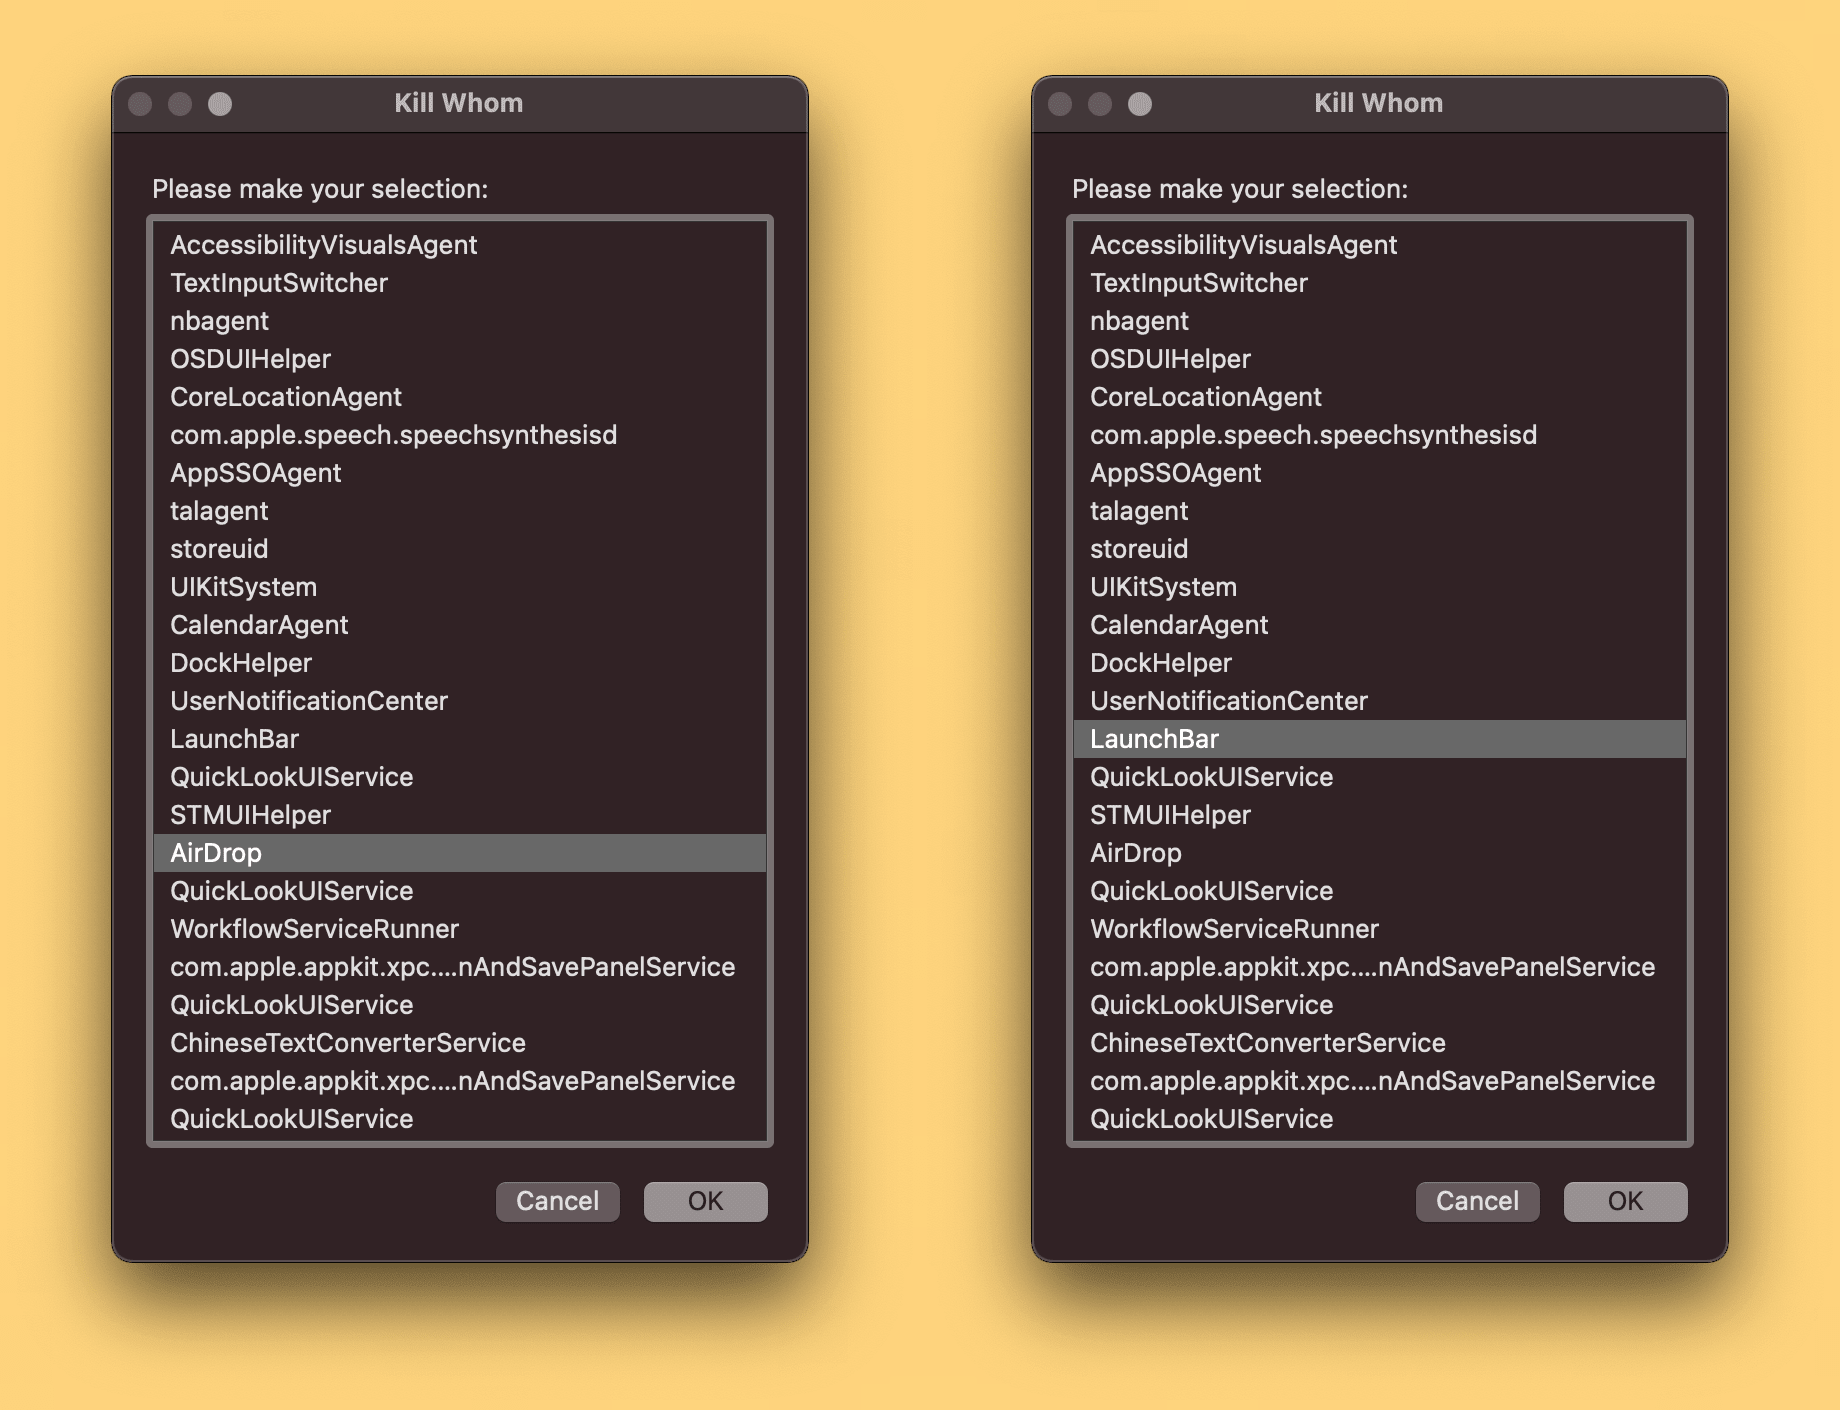 Kill Whom
Please make your selection:
AccessibilityVisualsAgent
TextInputSwitcher
nbagent
OSDUIHelper
CoreLocationAgent
com.apple.speech.speechsynthesisd
AppSSOAgent
talagent
storeuid
UIKitSystem
CalendarAgent
DockHelper
UserNotificationCenter
LaunchBar
QuickLookUIService
STMUIHelper
AirDrop
QuickLookUIService
WorkflowServiceRunner
com.apple.appkit.xpc....nAndSavePanelService
QuickLookUIService
ChineseTextConverterService
com.apple.appkit.xpc....nAndSavePanelService
QuickLookUIService
Cancel
OK
Kill Whom
Please make your selection:
AccessibilityVisualsAgent
TextInputSwitcher
nbagent
OSDUIHelper
CoreLocationAgent
com.apple.speech.speechsynthesisd
AppSSOAgent
talagent
storeuid
UIKitSystem
CalendarAgent
DockHelper
UserNotificationCenter
LaunchBar
QuickLookUIService
STMUIHelper
AirDrop
QuickLookUIService
WorkflowServiceRunner
com.apple.appkit.xpc....nAndSavePanelService
QuickLookUIService
ChineseTextConverterService
com.apple.appkit.xpc....nAndSavePanelService
QuickLookUIService
Cancel
OK